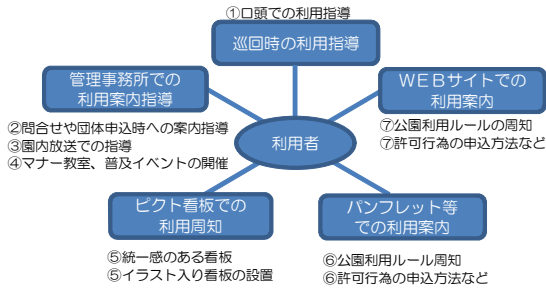 ①口頭での利用指導
巡回時の利用指導
管理事務所での
利用案内指導
ＷＥＢサイトでの
利用案内
②問合せや団体申込時への案内指導
③園内放送での指導
④マナー教室、普及イベントの開催
利用者
⑦公園利用ルールの周知
⑦許可行為の申込方法など
ピクト看板での
利用周知
パンフレット等
での利用案内
⑤統一感のある看板
⑤イラスト入り看板の設置
⑥公園利用ルール周知
⑥許可行為の申込方法など